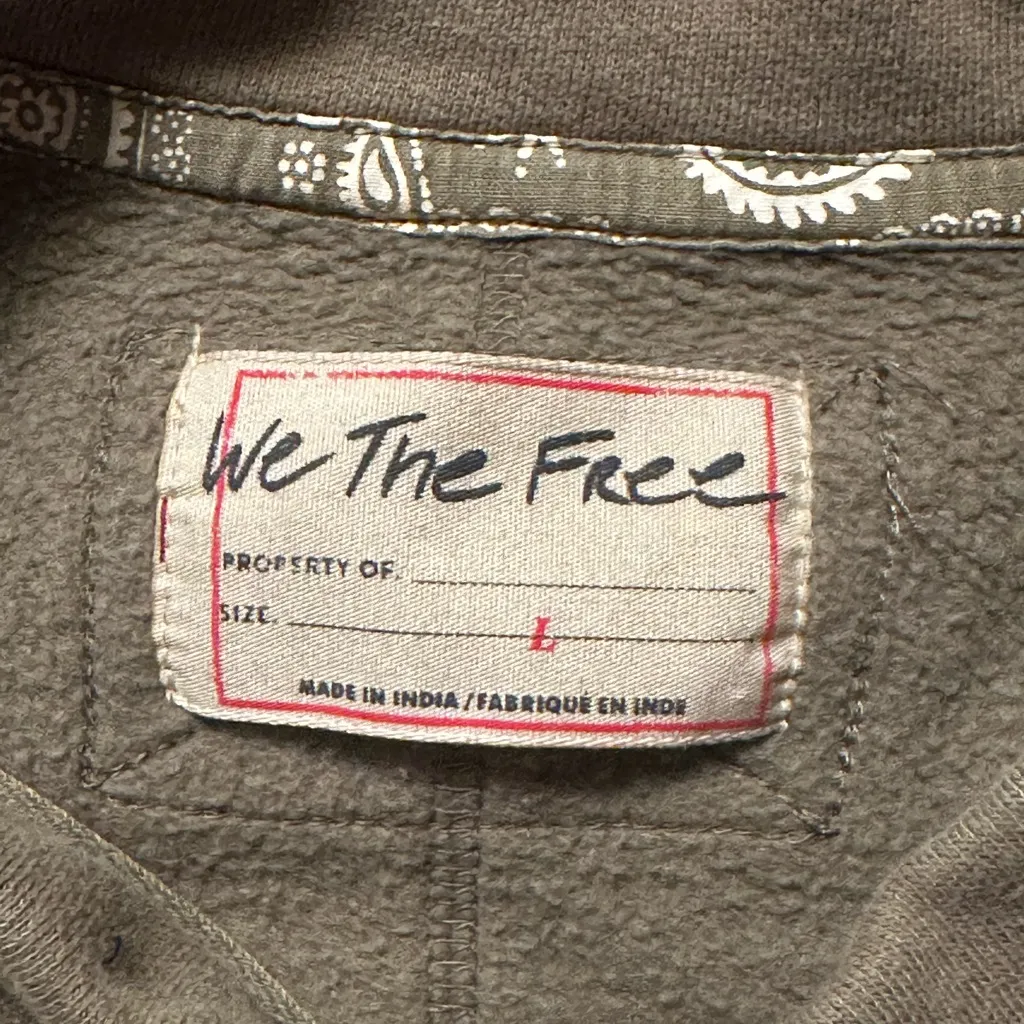 We The Free
PROPERTY OF.
SIZE. L
MADE IN INDIA/FABRIQUÉ EN INDE